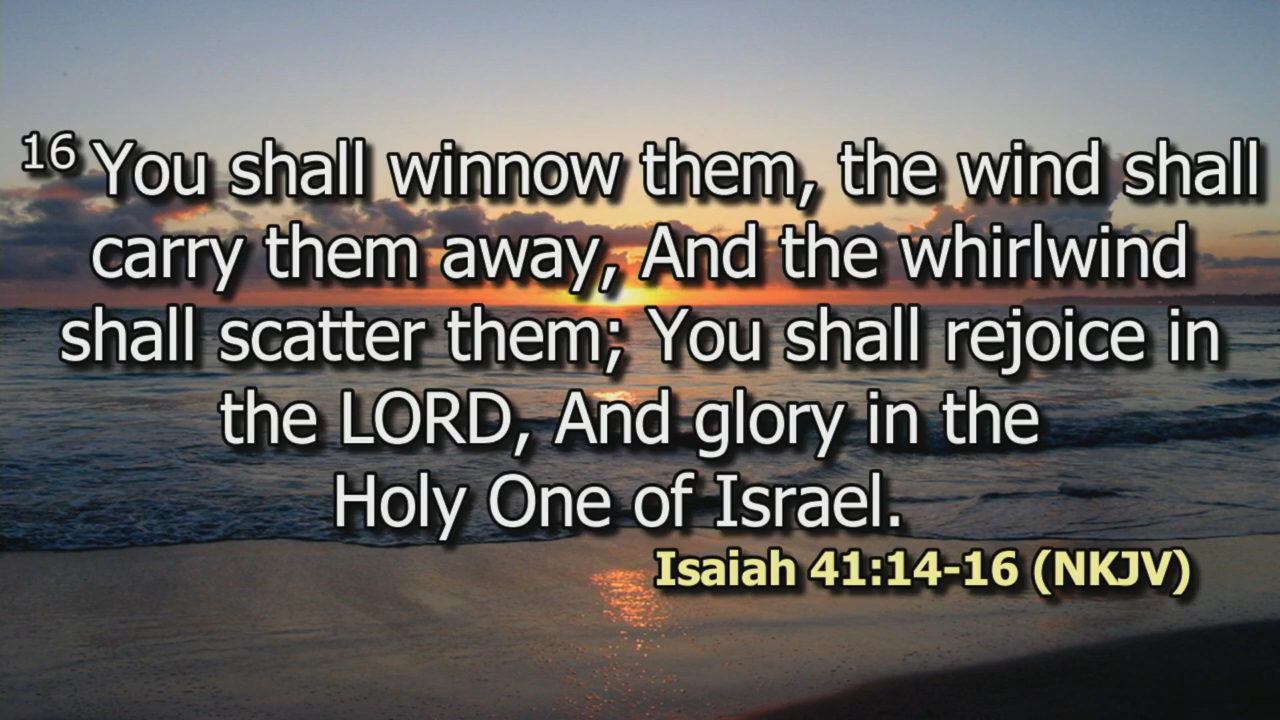 16 You shall winnow them, the wind shall
carry them away, And the whirlwind
shall scatter them; You shall rejoice in
the LORD, And glory in the
Holy One of Israel.
Isaiah 41:14-16 (NKJV)